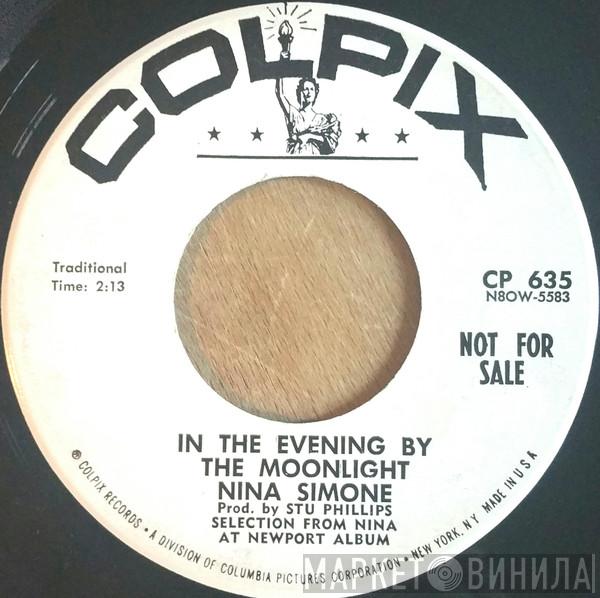 COLPIX
Traditional
Time: 2:13
CP 635
N8OW-5583
NOT FOR
SALE
IN THE EVENING BY
THE MOONLIGHT
NINA SIMONE
Prod. by STU PHILLIPS
SELECTION FROM NINA
AT NEWPORT ALBUM
℗ COLPIX RECORDS • A DIVISION OF COLUMBIA PICTURES CORPORATION • NEW YORK, N.Y. MADE IN U S A
МАРКЕТ ВИНИЛА